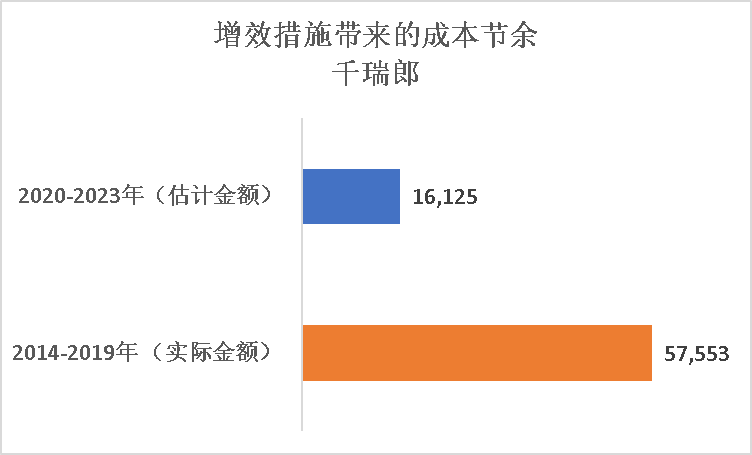 增效措施带来的成本节余
千瑞郎
2020-2023年（估计金额）
16,125
2014-2019年（实际金额）
57,553